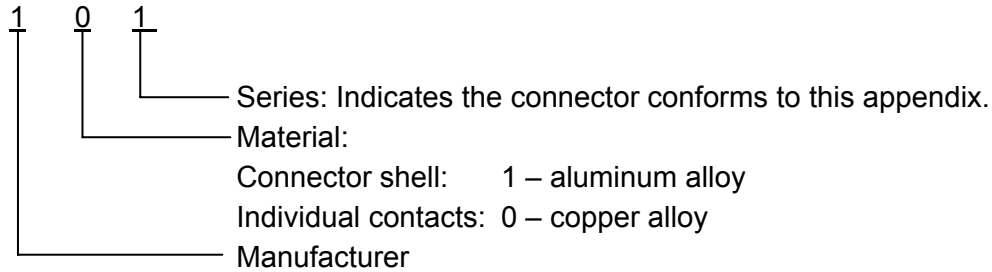 1 0 1
Series: Indicates the connector conforms to this appendix.
Material:
Connector shell: 1 – aluminum alloy
Individual contacts: 0 – copper alloy
Manufacturer